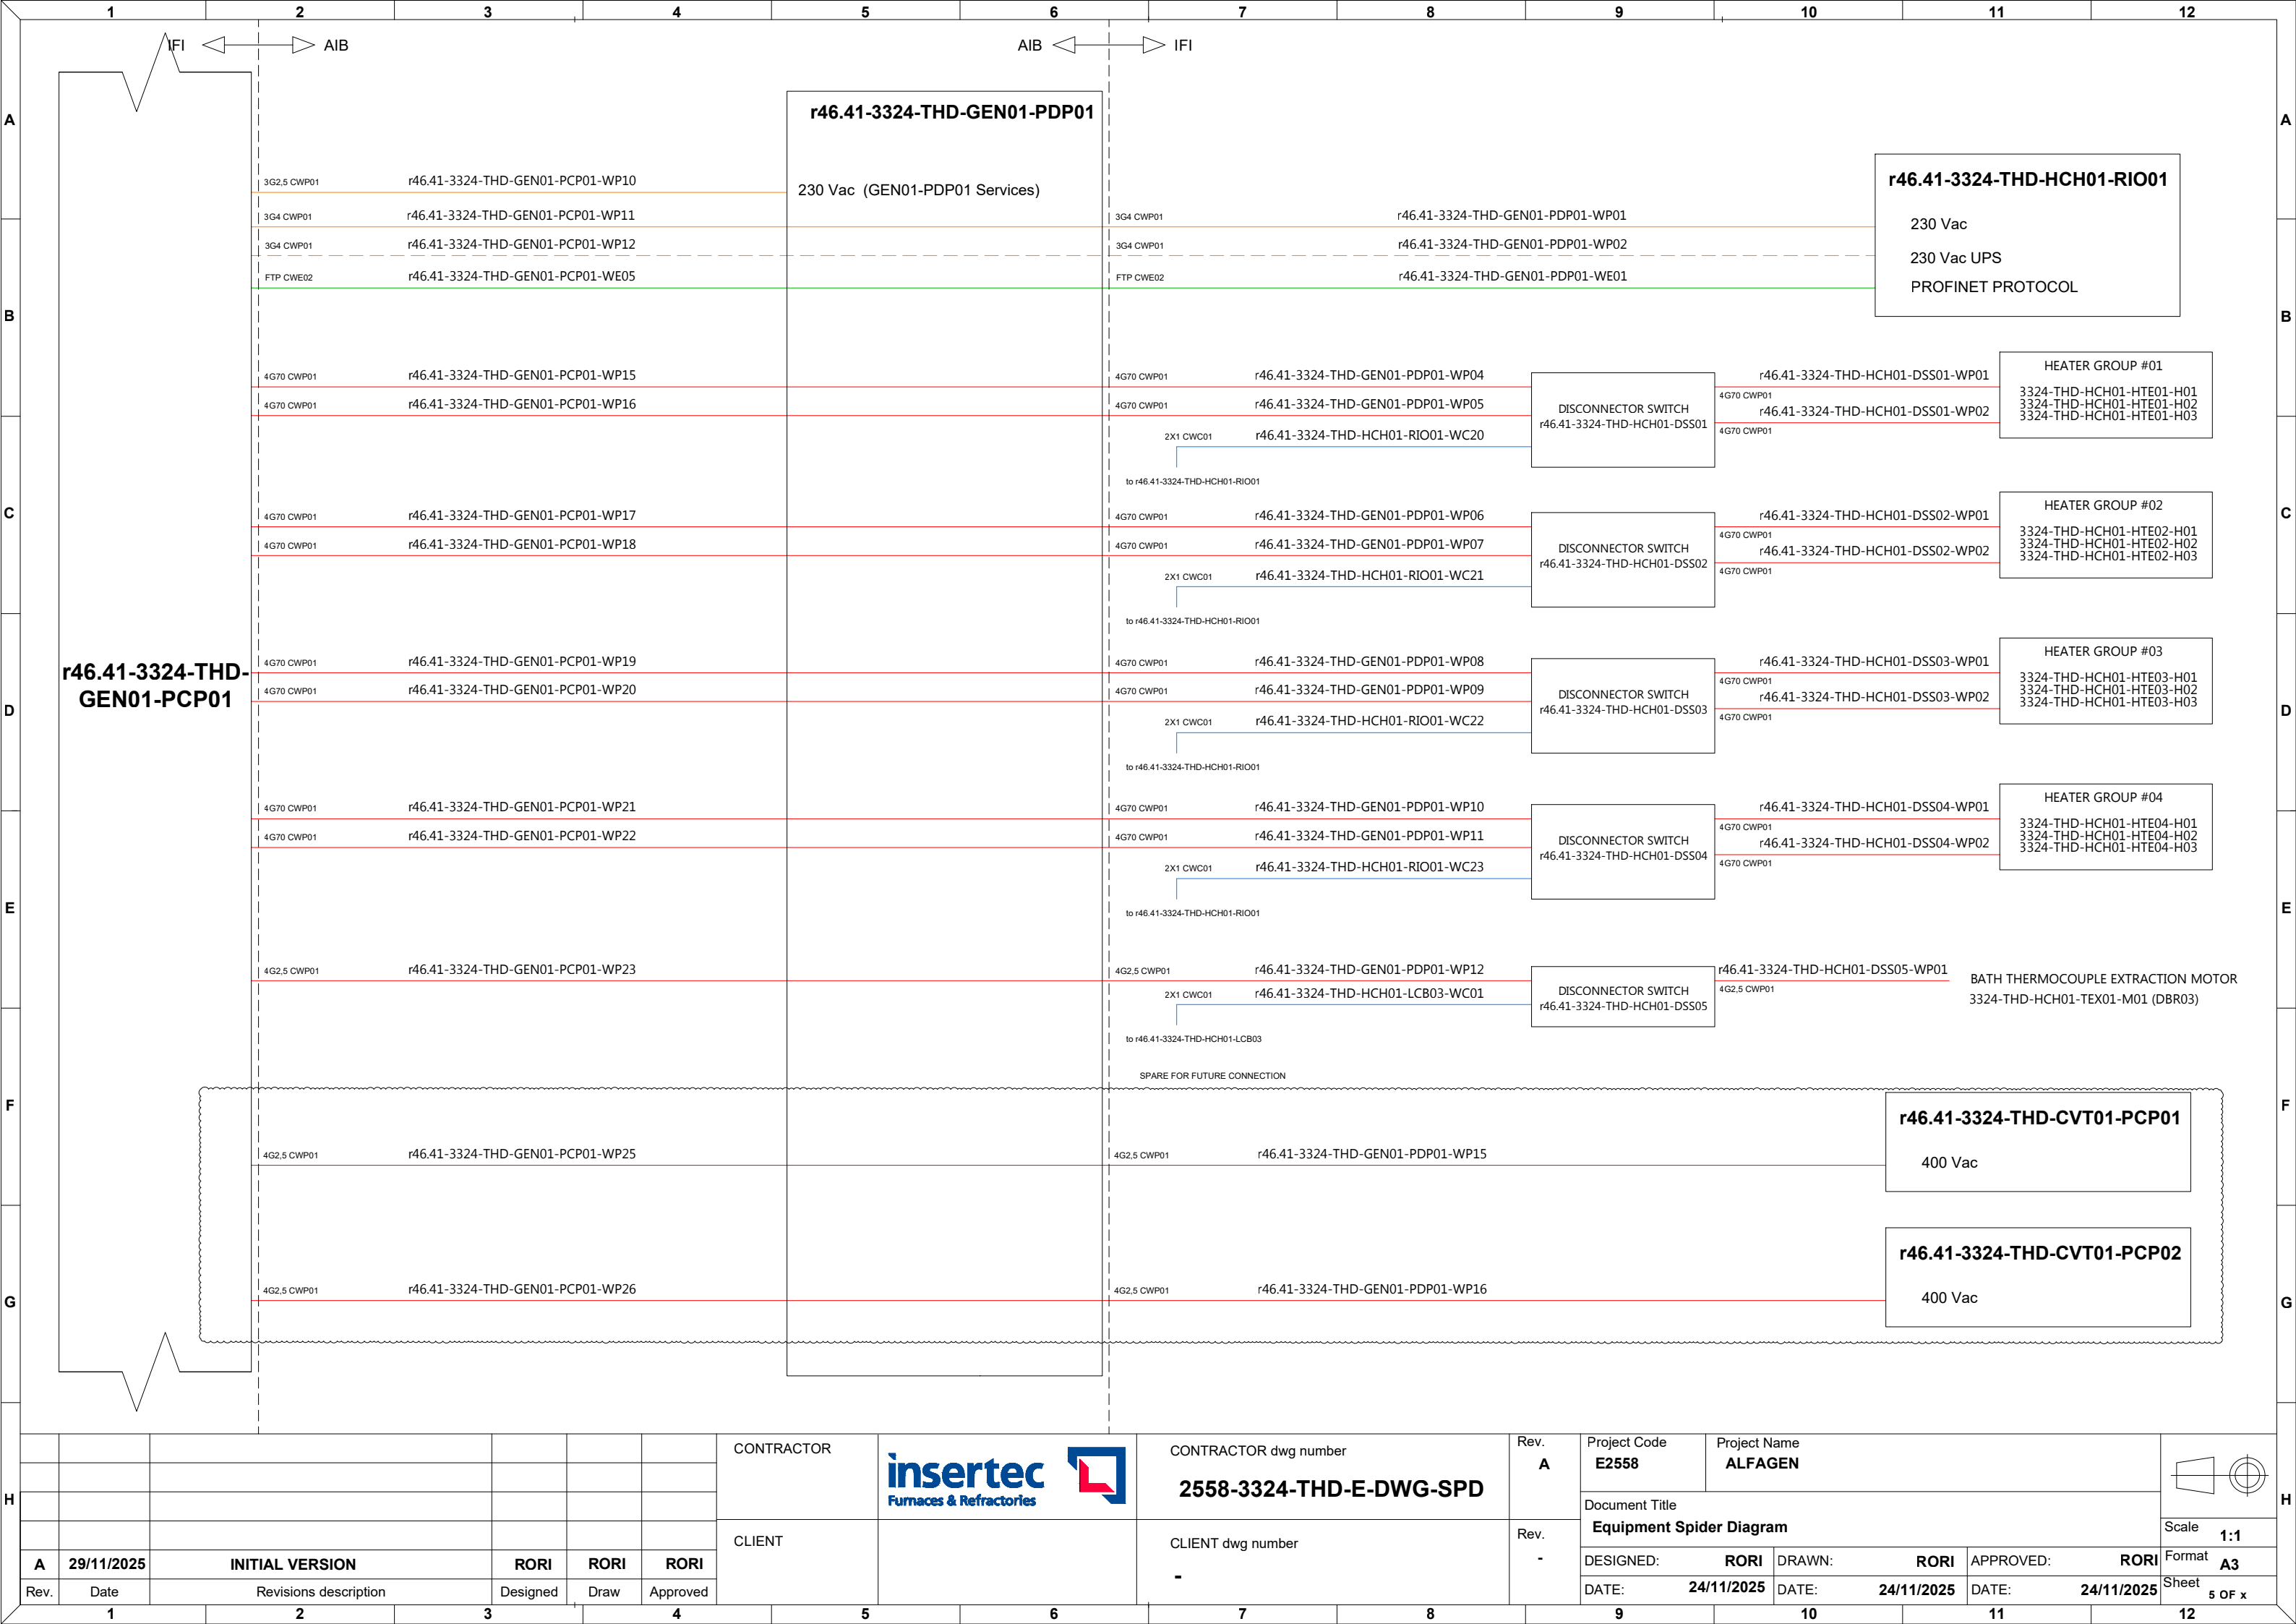 1 2 3 4 5 6 7 8 9 10 11 12
IFI AIB AIB IFI
A A
r46.41-3324-THD-GEN01-PDP01
r46.41-3324-THD-HCH01-RIO01
3G2,5 CWP01 r46.41-3324-THD-GEN01-PCP01-WP10
230 Vac (GEN01-PDP01 Services)
3G4 CWP01 r46.41-3324-THD-GEN01-PCP01-WP11 3G4 CWP01 r46.41-3324-THD-GEN01-PDP01-WP01
230 Vac
3G4 CWP01 r46.41-3324-THD-GEN01-PCP01-WP12 3G4 CWP01 r46.41-3324-THD-GEN01-PDP01-WP02
230 Vac UPS
FTP CWE02 r46.41-3324-THD-GEN01-PCP01-WE05 FTP CWE02 r46.41-3324-THD-GEN01-PDP01-WE01
PROFINET PROTOCOL
B B
HEATER GROUP #01
4G70 CWP01 r46.41-3324-THD-GEN01-PCP01-WP15 4G70 CWP01 r46.41-3324-THD-GEN01-PDP01-WP04 r46.41-3324-THD-HCH01-DSS01-WP01
4G70 CWP01
3324-THD-HCH01-HTE01-H01
3324-THD-HCH01-HTE01-H02
3324-THD-HCH01-HTE01-H03
4G70 CWP01 r46.41-3324-THD-GEN01-PCP01-WP16 4G70 CWP01 r46.41-3324-THD-GEN01-PDP01-WP05
DISCONNECTOR SWITCH
r46.41-3324-THD-HCH01-DSS01
r46.41-3324-THD-HCH01-DSS01-WP02
4G70 CWP01
2X1 CWC01 r46.41-3324-THD-HCH01-RIO01-WC20
to r46.41-3324-THD-HCH01-RIO01
C C
HEATER GROUP #02
4G70 CWP01 r46.41-3324-THD-GEN01-PCP01-WP17 4G70 CWP01 r46.41-3324-THD-GEN01-PDP01-WP06 r46.41-3324-THD-HCH01-DSS02-WP01
4G70 CWP01
3324-THD-HCH01-HTE02-H01
3324-THD-HCH01-HTE02-H02
3324-THD-HCH01-HTE02-H03
4G70 CWP01 r46.41-3324-THD-GEN01-PCP01-WP18 4G70 CWP01 r46.41-3324-THD-GEN01-PDP01-WP07
DISCONNECTOR SWITCH
r46.41-3324-THD-HCH01-DSS02
r46.41-3324-THD-HCH01-DSS02-WP02
4G70 CWP01
2X1 CWC01 r46.41-3324-THD-HCH01-RIO01-WC21
to r46.41-3324-THD-HCH01-RIO01
r46.41-3324-THD-
GEN01-PCP01
D D
HEATER GROUP #03
4G70 CWP01 r46.41-3324-THD-GEN01-PCP01-WP19 4G70 CWP01 r46.41-3324-THD-GEN01-PDP01-WP08 r46.41-3324-THD-HCH01-DSS03-WP01
4G70 CWP01
3324-THD-HCH01-HTE03-H01
3324-THD-HCH01-HTE03-H02
3324-THD-HCH01-HTE03-H03
4G70 CWP01 r46.41-3324-THD-GEN01-PCP01-WP20 4G70 CWP01 r46.41-3324-THD-GEN01-PDP01-WP09
DISCONNECTOR SWITCH
r46.41-3324-THD-HCH01-DSS03
r46.41-3324-THD-HCH01-DSS03-WP02
4G70 CWP01
2X1 CWC01 r46.41-3324-THD-HCH01-RIO01-WC22
to r46.41-3324-THD-HCH01-RIO01
HEATER GROUP #04
4G70 CWP01 r46.41-3324-THD-GEN01-PCP01-WP21 4G70 CWP01 r46.41-3324-THD-GEN01-PDP01-WP10 r46.41-3324-THD-HCH01-DSS04-WP01
4G70 CWP01
3324-THD-HCH01-HTE04-H01
3324-THD-HCH01-HTE04-H02
3324-THD-HCH01-HTE04-H03
4G70 CWP01 r46.41-3324-THD-GEN01-PCP01-WP22 4G70 CWP01 r46.41-3324-THD-GEN01-PDP01-WP11
DISCONNECTOR SWITCH
r46.41-3324-THD-HCH01-DSS04
r46.41-3324-THD-HCH01-DSS04-WP02
4G70 CWP01
2X1 CWC01 r46.41-3324-THD-HCH01-RIO01-WC23
to r46.41-3324-THD-HCH01-RIO01
E E
4G2,5 CWP01 r46.41-3324-THD-GEN01-PCP01-WP23 4G2,5 CWP01 r46.41-3324-THD-GEN01-PDP01-WP12 r46.41-3324-THD-HCH01-DSS05-WP01
4G2,5 CWP01
BATH THERMOCOUPLE EXTRACTION MOTOR
3324-THD-HCH01-TEX01-M01 (DBR03)
2X1 CWC01 r46.41-3324-THD-HCH01-LCB03-WC01
DISCONNECTOR SWITCH
r46.41-3324-THD-HCH01-DSS05
to r46.41-3324-THD-HCH01-LCB03
SPARE FOR FUTURE CONNECTION
F F
r46.41-3324-THD-CVT01-PCP01
4G2,5 CWP01 r46.41-3324-THD-GEN01-PCP01-WP25 4G2,5 CWP01 r46.41-3324-THD-GEN01-PDP01-WP15
400 Vac
r46.41-3324-THD-CVT01-PCP02
4G2,5 CWP01 r46.41-3324-THD-GEN01-PCP01-WP26 4G2,5 CWP01 r46.41-3324-THD-GEN01-PDP01-WP16
400 Vac
G G
H H
A 29/11/2025 INITIAL VERSION RORI RORI RORI
Rev. Date Revisions description Designed Draw Approved
CONTRACTOR
insertec
Furnaces & Refractories
CLIENT
CONTRACTOR dwg number
2558-3324-THD-E-DWG-SPD
CLIENT dwg number
-
Rev.
A
Rev.
-
Project Code
E2558
Project Name
ALFAGEN
Document Title
Equipment Spider Diagram
DESIGNED: RORI DRAWN: RORI APPROVED: RORI
DATE: 24/11/2025 DATE: 24/11/2025 DATE: 24/11/2025
Scale
1:1
Format
A3
Sheet
5 OF x
1 2 3 4 5 6 7 8 9 10 11 12